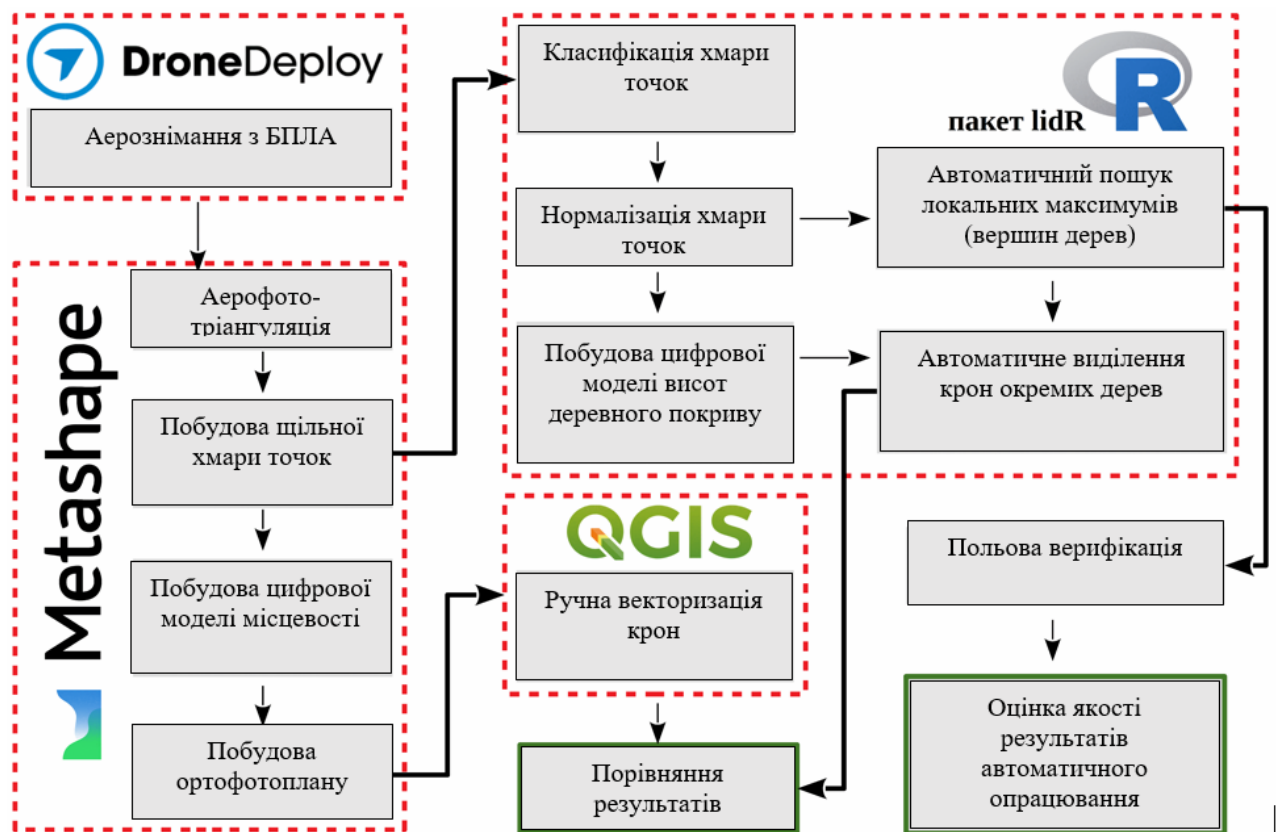 DroneDeploy
Аерознімання з БПЛА
Metashape
Аерофото-
тріангуляція
Побудова щільної
хмари точок
Побудова цифрової
моделі місцевості
Побудова
ортофотоплану
Класифікація хмари
точок
Нормалізація хмари
точок
Побудова цифрової
моделі висот
деревного покриву
пакет lidR
R
Автоматичний пошук
локальних максимумів
(вершин дерев)
Автоматичне виділення
крон окремих дерев
QGIS
Ручна векторизація
крон
Порівняння
результатів
Польова верифікація
Оцінка якості
результатів
автоматичного
опрацювання